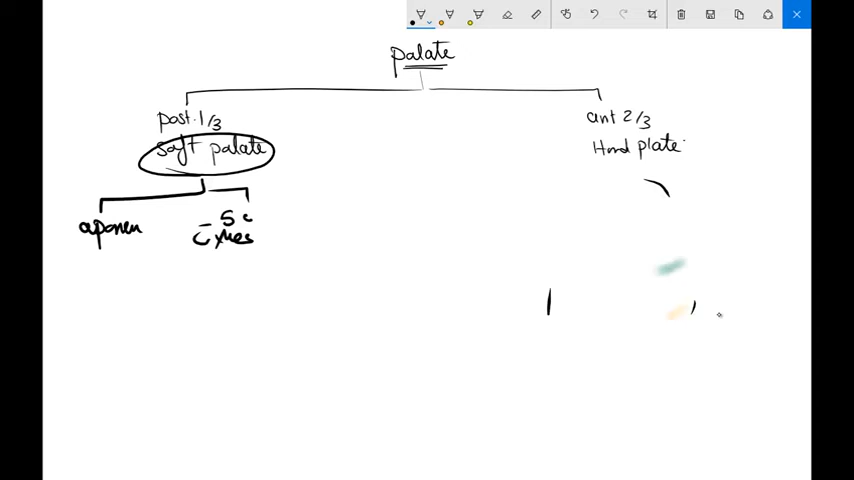 palate
post. 1/3
soft palate
ant 2/3
Hard plate
aponeu
5